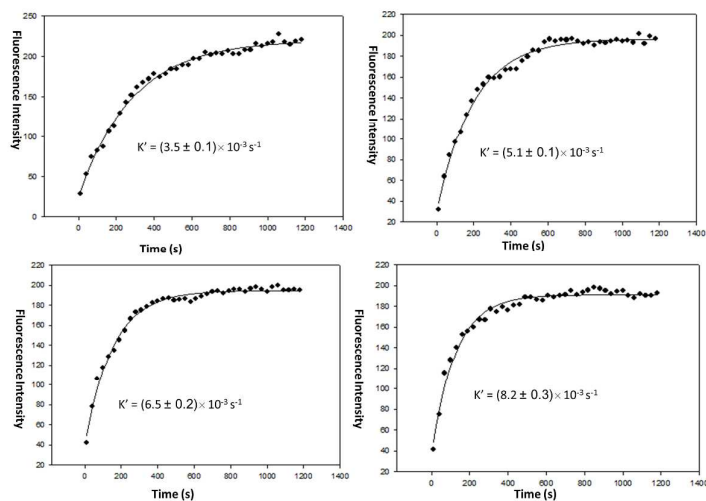 Fluorescence Intensity
250
200
150
100
50
0
K′ = (3.5 ± 0.1) × 10⁻³ s⁻¹
0 200 400 600 800 1000 1200 1400
Time (s)
Fluorescence Intensity
200
180
160
140
120
100
80
60
40
20
0
K′ = (5.1 ± 0.1) × 10⁻³ s⁻¹
0 200 400 600 800 1000 1200 1400
Time (s)
Fluorescence Intensity
220
200
180
160
140
120
100
80
60
40
20
K′ = (6.5 ± 0.2) × 10⁻³ s⁻¹
0 200 400 600 800 1000 1200 1400
Time (s)
Fluorescence Intensity
220
200
180
160
140
120
100
80
60
40
20
K′ = (8.2 ± 0.3) × 10⁻³ s⁻¹
0 200 400 600 800 1000 1200 1400
Time (s)